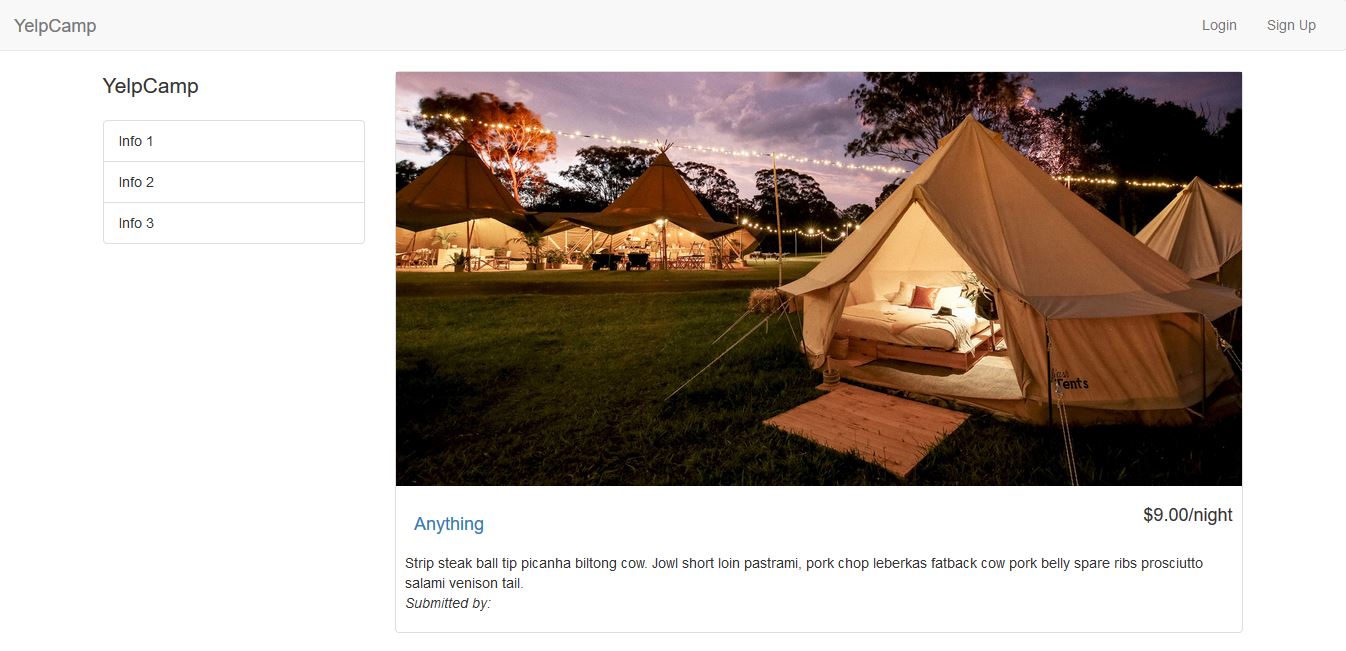 YelpCamp
Login
Sign Up
YelpCamp
Info 1
Info 2
Info 3
Tents
Anything
$9.00/night
Strip steak ball tip picanha biltong cow. Jowl short loin pastrami, pork chop leberkas fatback cow pork belly spare ribs prosciutto
salami venison tail.
Submitted by: